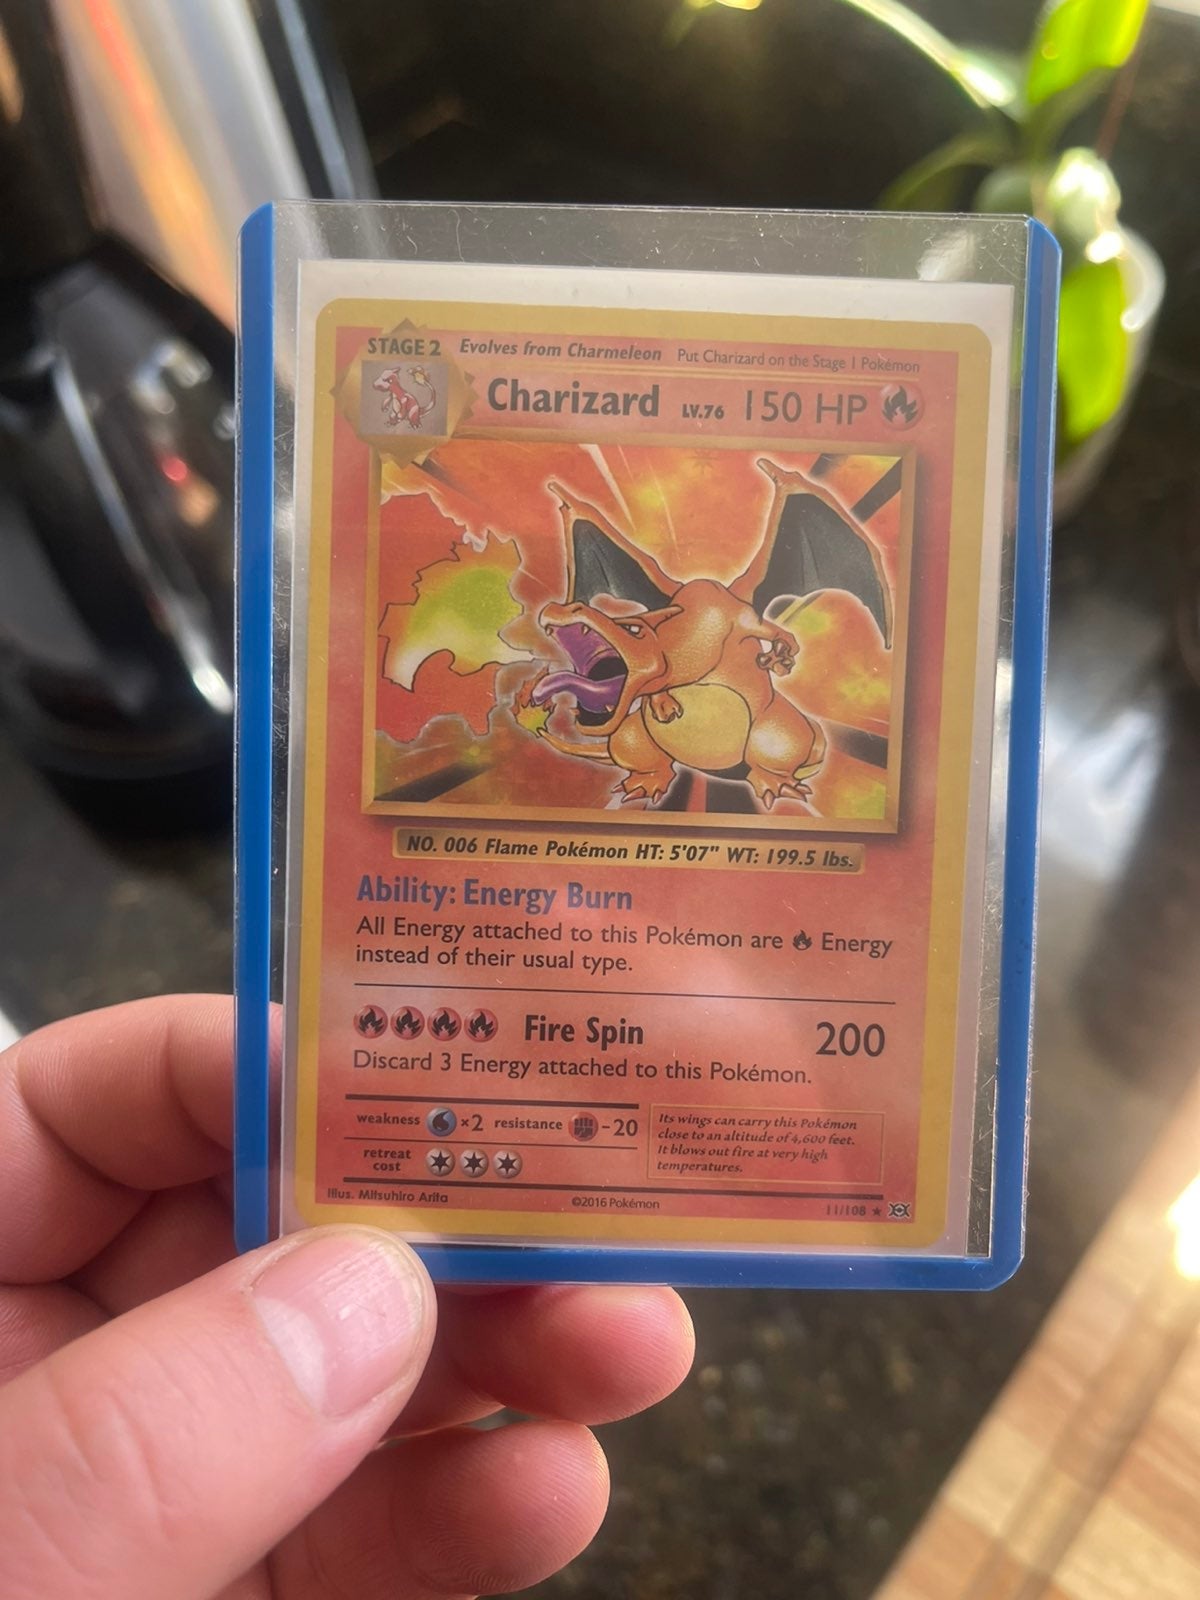 STAGE 2 Evolves from Charmeleon Put Charizard on the Stage 1 Pokémon
Charizard LV.76 150 HP
NO. 006 Flame Pokémon HT: 5'07" WT: 199.5 lbs.
Ability: Energy Burn
All Energy attached to this Pokémon are Energy
instead of their usual type.
Fire Spin 200
Discard 3 Energy attached to this Pokémon.
weakness ×2 resistance -20
retreat
cost
Its wings can carry this Pokémon
close to an altitude of 4,600 feet.
It blows out fire at very high
temperatures.
Illus. Mitsuhiro Arita ©2016 Pokémon 11/108 ★